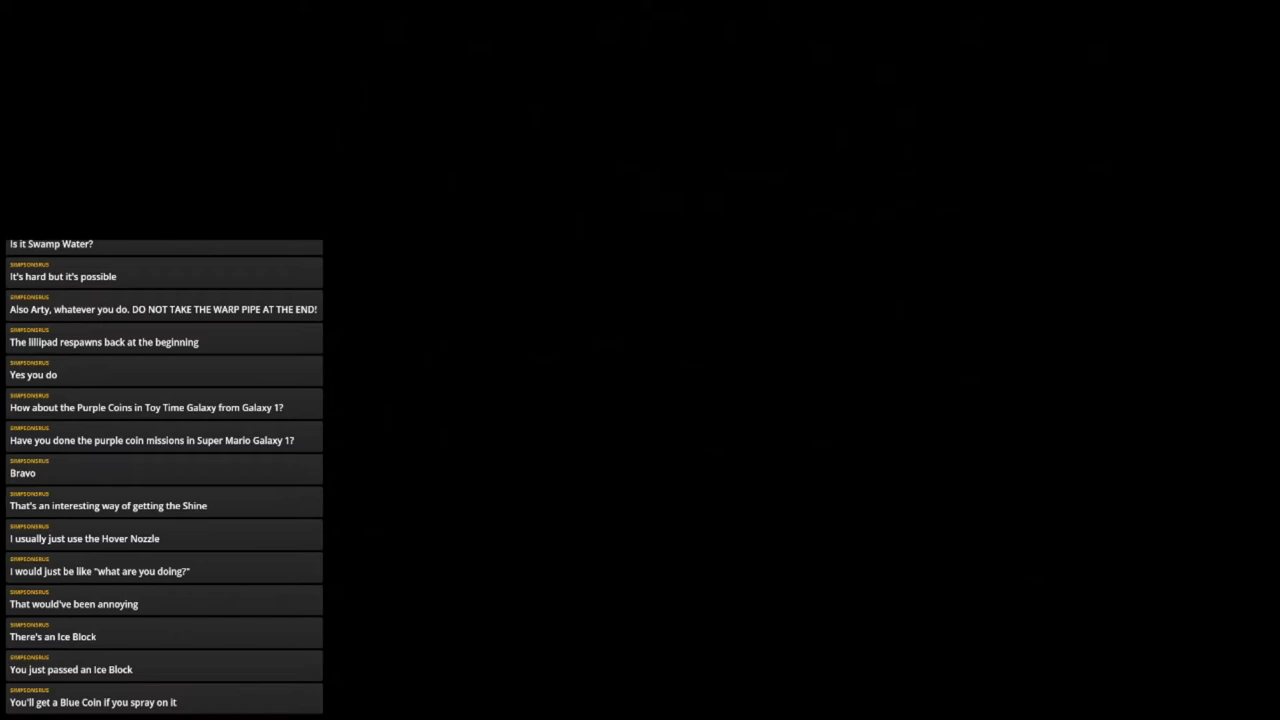 Is it Swamp Water?
SIMPSONSRUS
It's hard but it's possible
SIMPSONSRUS
Also Arty, whatever you do. DO NOT TAKE THE WARP PIPE AT THE END!
SIMPSONSRUS
The lillipad respawns back at the beginning
SIMPSONSRUS
Yes you do
SIMPSONSRUS
How about the Purple Coins in Toy Time Galaxy from Galaxy 1?
SIMPSONSRUS
Have you done the purple coin missions in Super Mario Galaxy 1?
SIMPSONSRUS
Bravo
SIMPSONSRUS
That's an interesting way of getting the Shine
SIMPSONSRUS
I usually just use the Hover Nozzle
SIMPSONSRUS
I would just be like "what are you doing?"
SIMPSONSRUS
That would've been annoying
SIMPSONSRUS
There's an Ice Block
SIMPSONSRUS
You just passed an Ice Block
SIMPSONSRUS
You'll get a Blue Coin if you spray on it